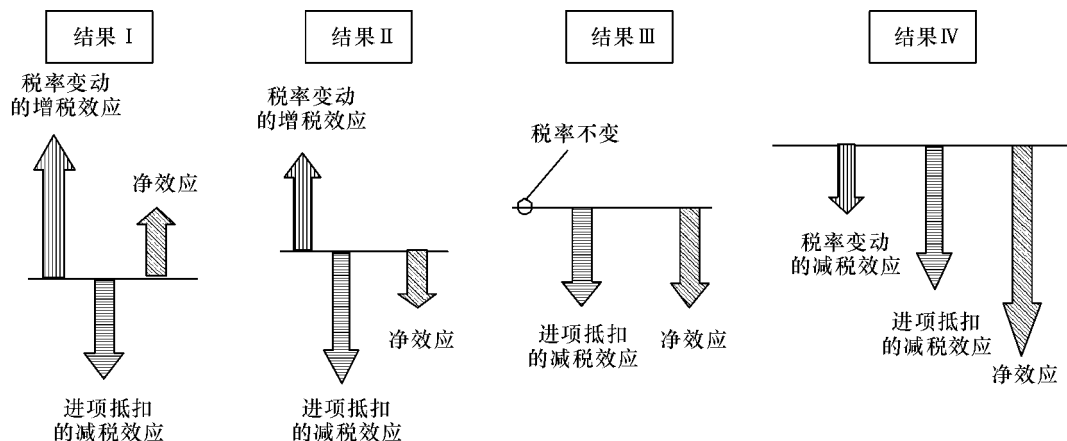 结果Ⅰ
税率变动
的增税效应
净效应
进项抵扣
的减税效应
结果Ⅱ
税率变动
的增税效应
净效应
进项抵扣
的减税效应
结果Ⅲ
税率不变
进项抵扣
的减税效应
净效应
结果Ⅳ
税率变动
的减税效应
进项抵扣
的减税效应
净效应